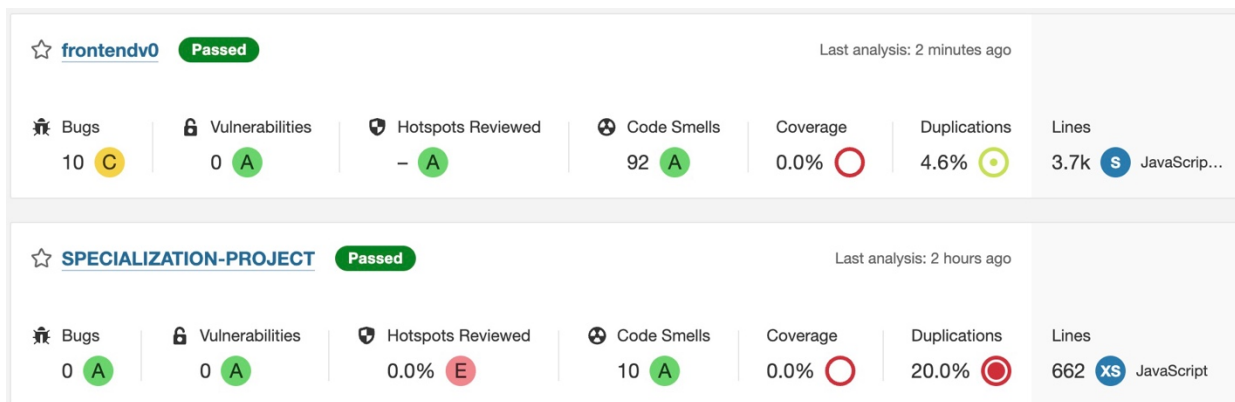 frontendv0 Passed Last analysis: 2 minutes ago
Bugs Vulnerabilities Hotspots Reviewed Code Smells Coverage Duplications Lines
10 C 0 A – A 92 A 0.0% 4.6% 3.7k S JavaScrip...
SPECIALIZATION-PROJECT Passed Last analysis: 2 hours ago
Bugs Vulnerabilities Hotspots Reviewed Code Smells Coverage Duplications Lines
0 A 0 A 0.0% E 10 A 0.0% 20.0% 662 XS JavaScript